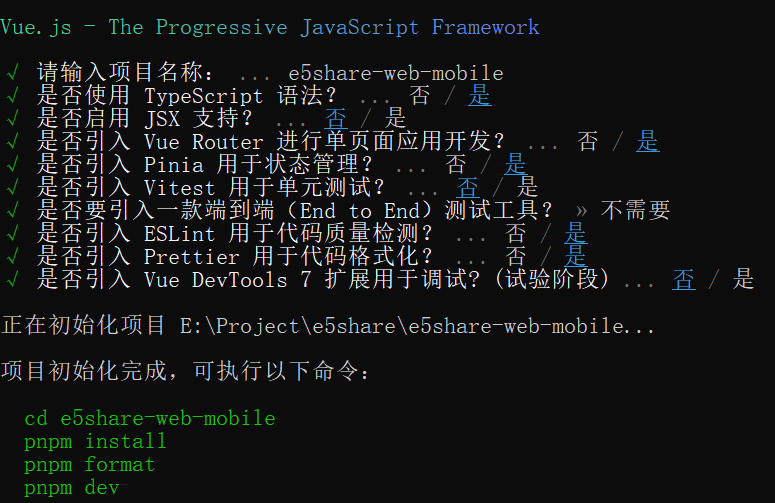 Vue.js - The Progressive JavaScript Framework
√ 请输入项目名称： ... e5share-web-mobile
√ 是否使用 TypeScript 语法？ ... 否 / 是
√ 是否启用 JSX 支持？ ... 否 / 是
√ 是否引入 Vue Router 进行单页面应用开发？ ... 否 / 是
√ 是否引入 Pinia 用于状态管理？ ... 否 / 是
√ 是否引入 Vitest 用于单元测试？ ... 否 / 是
√ 是否要引入一款端到端（End to End）测试工具？ » 不需要
√ 是否引入 ESLint 用于代码质量检测？ ... 否 / 是
√ 是否引入 Prettier 用于代码格式化？ ... 否 / 是
√ 是否引入 Vue DevTools 7 扩展用于调试? (试验阶段) ... 否 / 是
正在初始化项目 E:\Project\e5share\e5share-web-mobile...
项目初始化完成，可执行以下命令：
cd e5share-web-mobile
pnpm install
pnpm format
pnpm dev